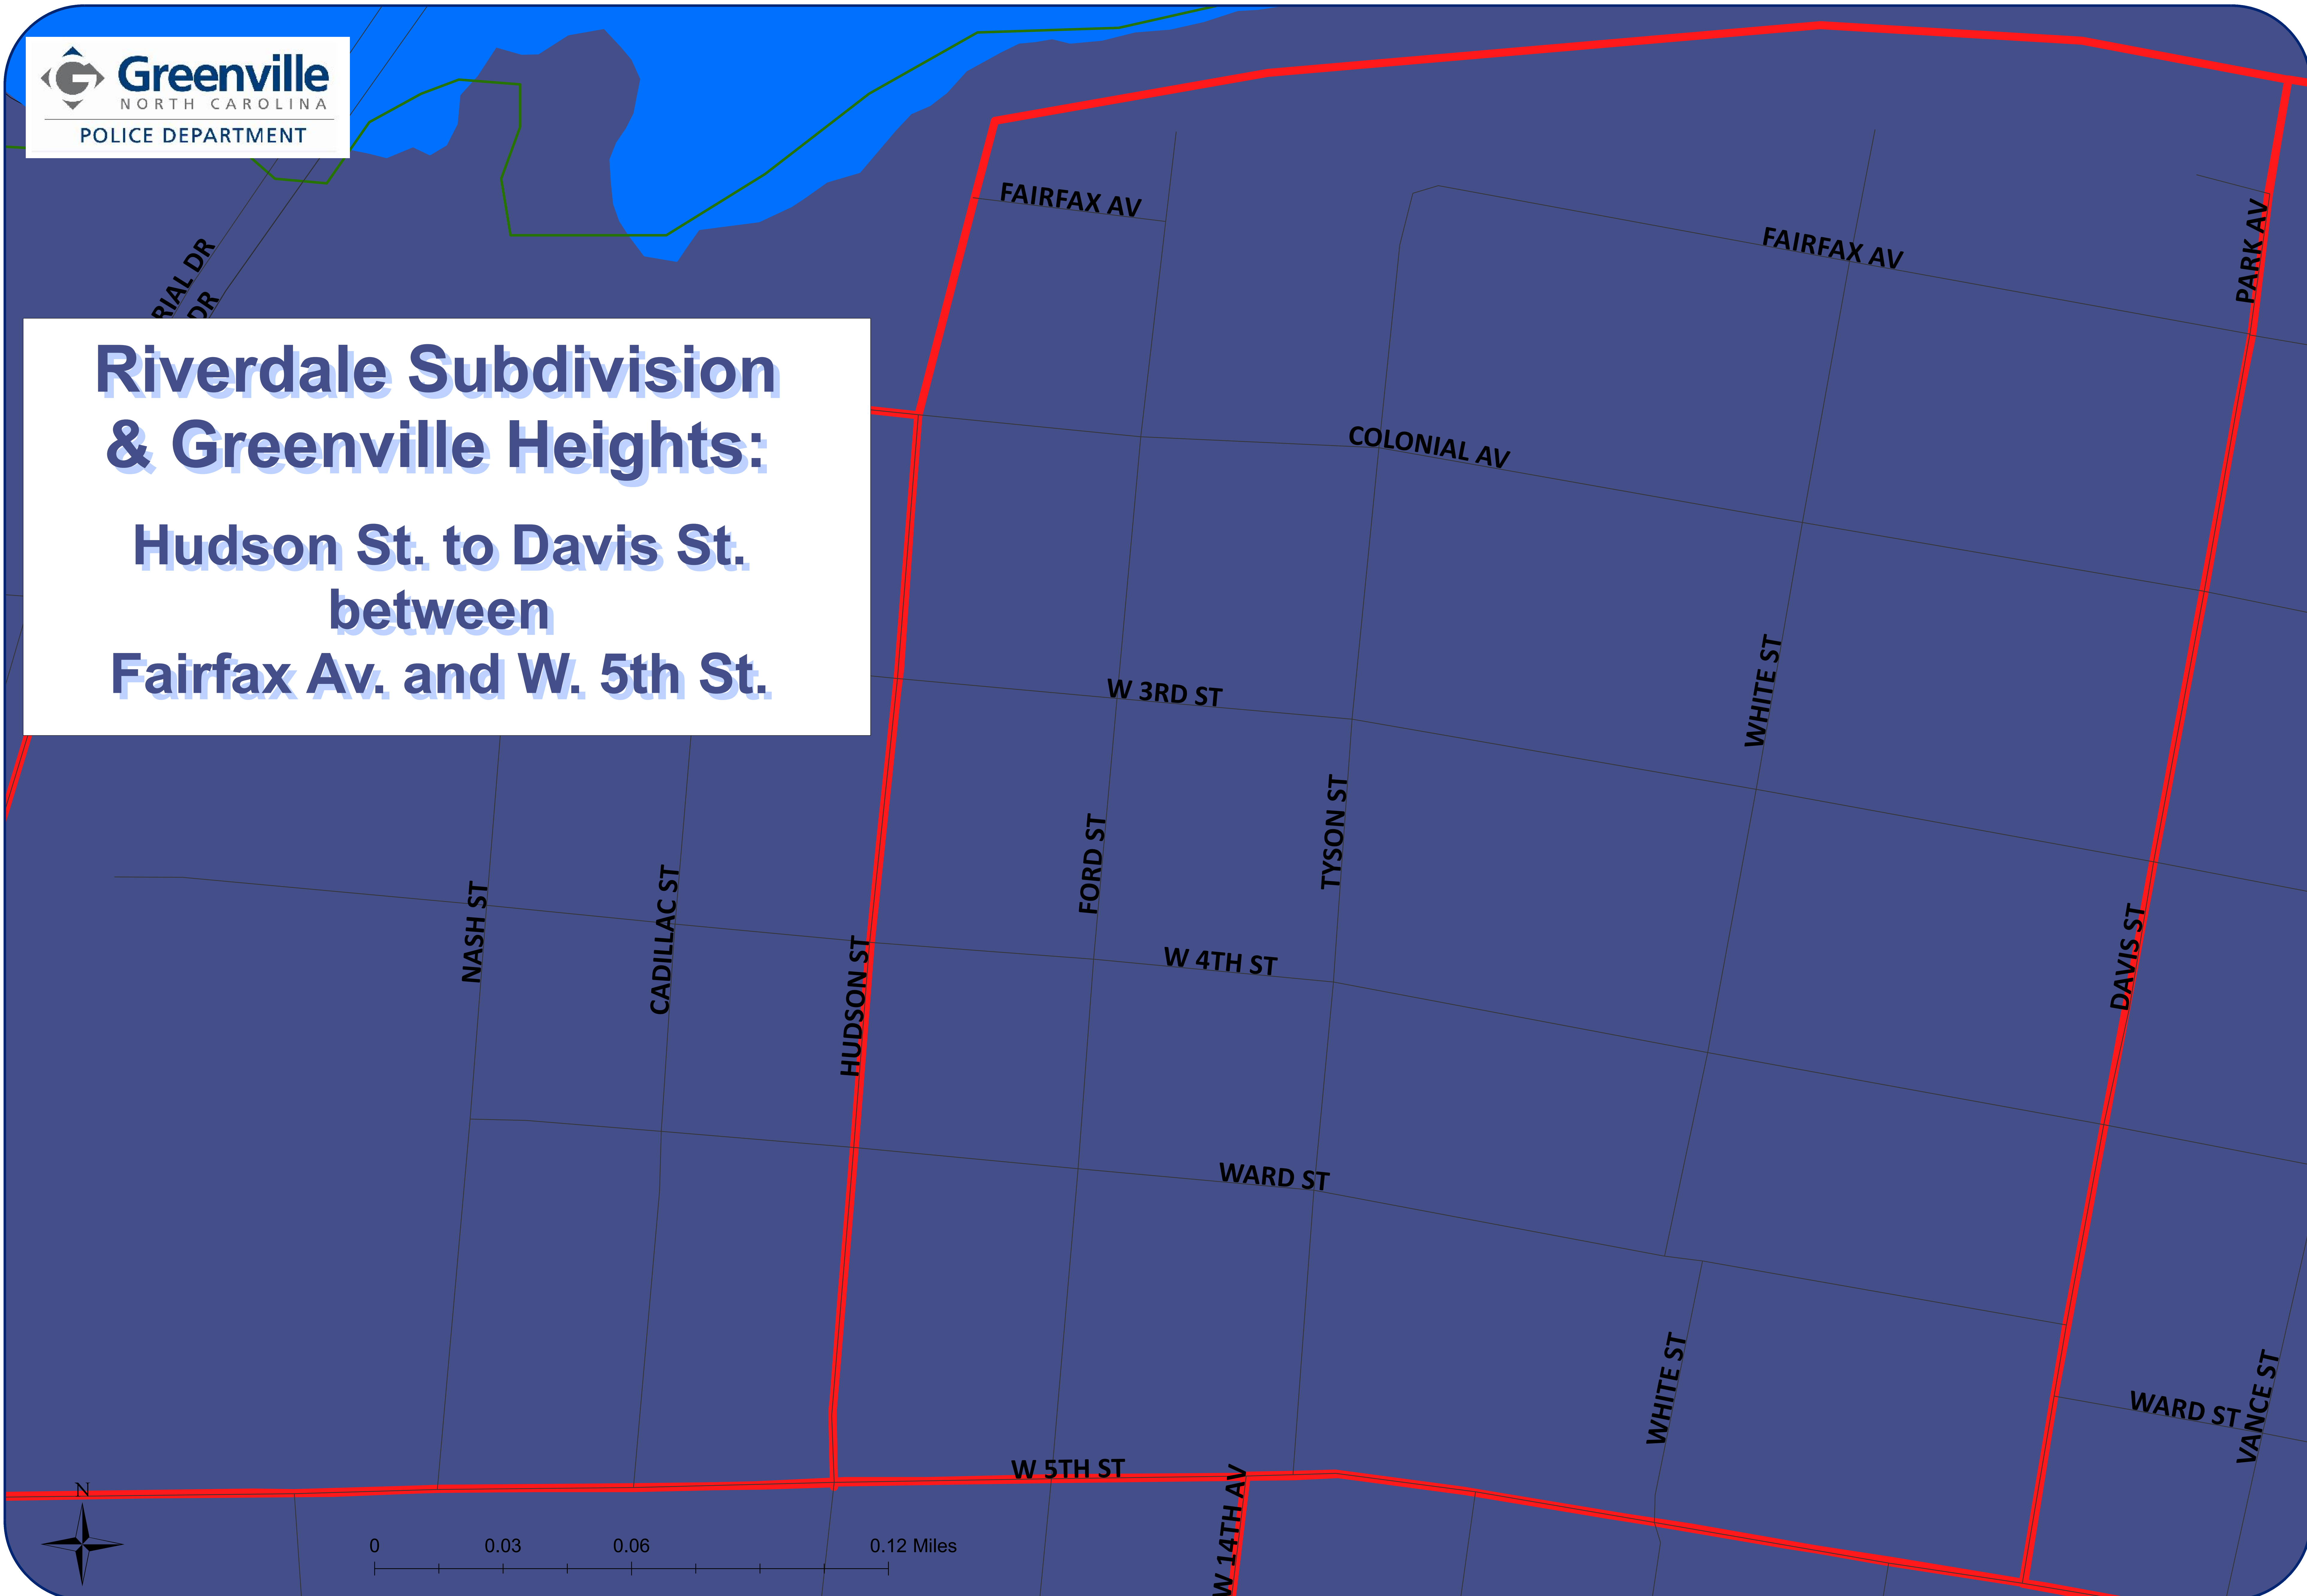 Greenville
NORTH CAROLINA
POLICE DEPARTMENT
Riverdale Subdivision
& Greenville Heights:
Hudson St. to Davis St.
between
Fairfax Av. and W. 5th St.
RIAL DR
DR
FAIRFAX AV
FAIRFAX AV
PARK AV
COLONIAL AV
W 3RD ST
WHITE ST
TYSON ST
FORD ST
NASH ST
CADILLAC ST
HUDSON ST
W 4TH ST
DAVIS ST
WARD ST
WHITE ST
WARD ST
VANCE ST
W 5TH ST
W 14TH AV
N
0 0.03 0.06 0.12 Miles